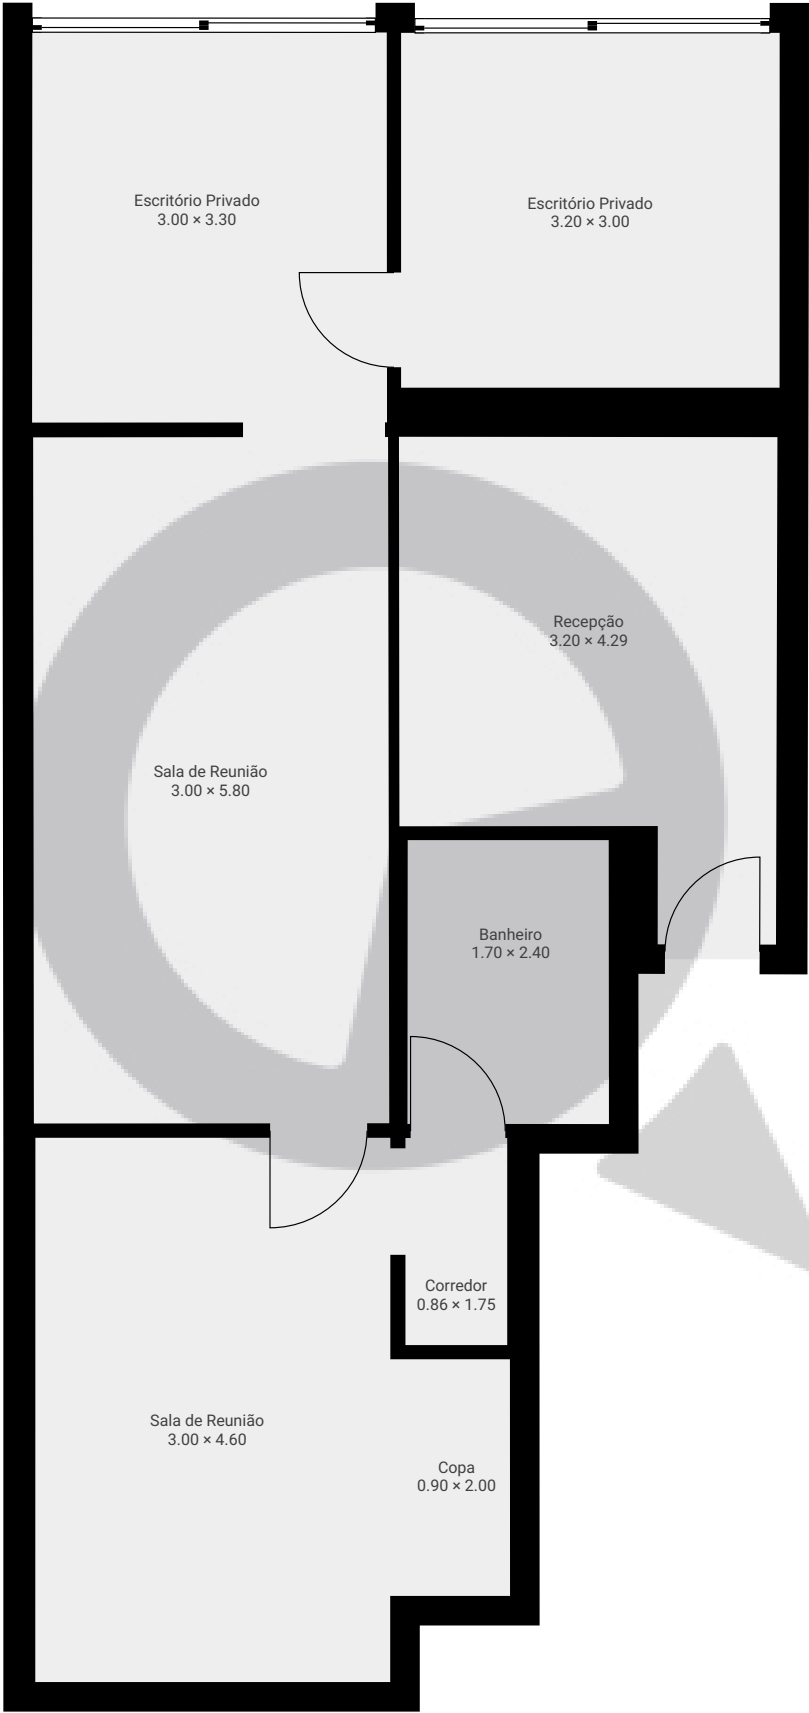 Escritório Privado
3.00 × 3.30
Escritório Privado
3.20 × 3.00
Recepção
3.20 × 4.29
Sala de Reunião
3.00 × 5.80
Banheiro
1.70 × 2.40
Corredor
0.86 × 1.75
Sala de Reunião
3.00 × 4.60
Copa
0.90 × 2.00